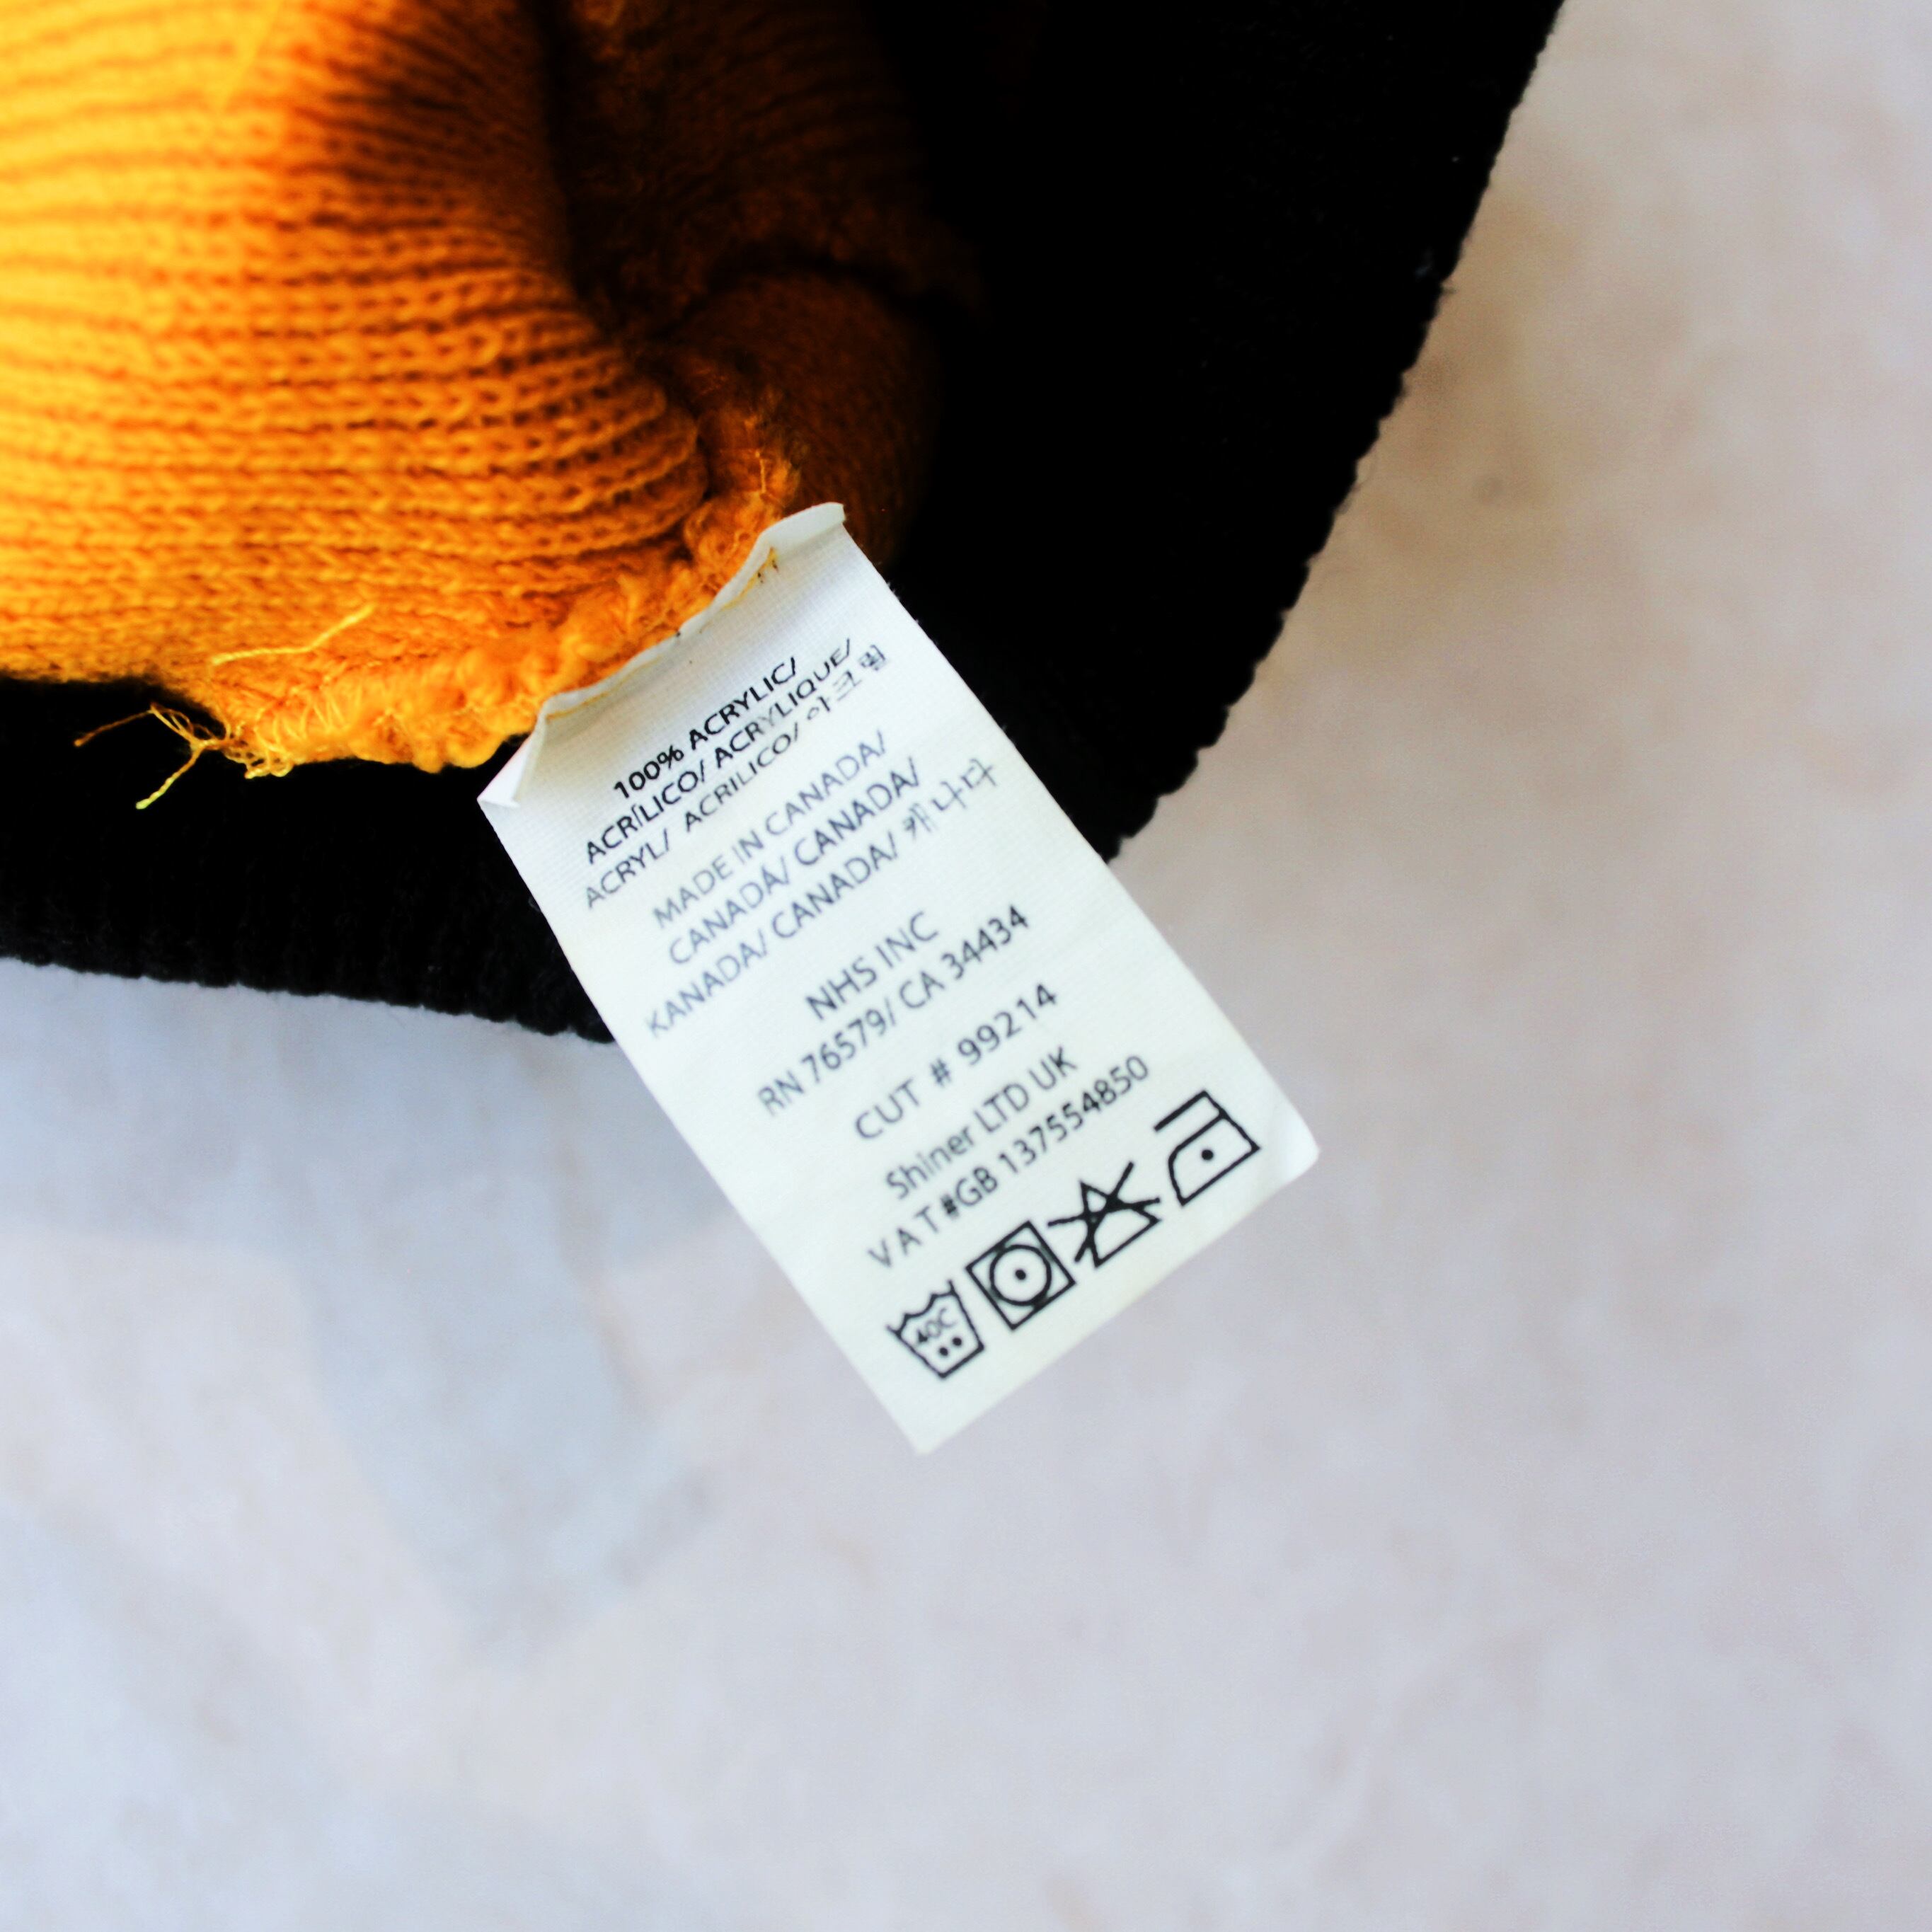 100% ACRYLIC/
ACRÍLICO/ ACRYLIQUE/
ACRYL/ ACRILICO/ 아크릴
MADE IN CANADA/
CANADÁ/ CANADA/
KANADA/ CANADA/ 캐나다
NHS INC
RN 76579/ CA 34434
CUT # 99214
Shiner LTD UK
VAT#GB 137554850
40C